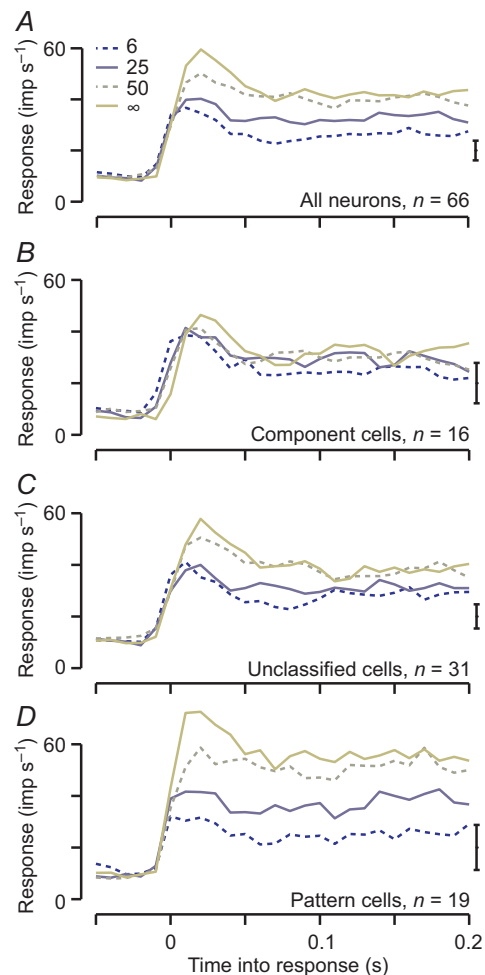 A
60
6
25
50
∞
Response (imp s⁻¹)
0
All neurons, n = 66
B
60
Response (imp s⁻¹)
0
Component cells, n = 16
C
60
Response (imp s⁻¹)
0
Unclassified cells, n = 31
D
60
Response (imp s⁻¹)
0
Pattern cells, n = 19
0 0.1 0.2
Time into response (s)